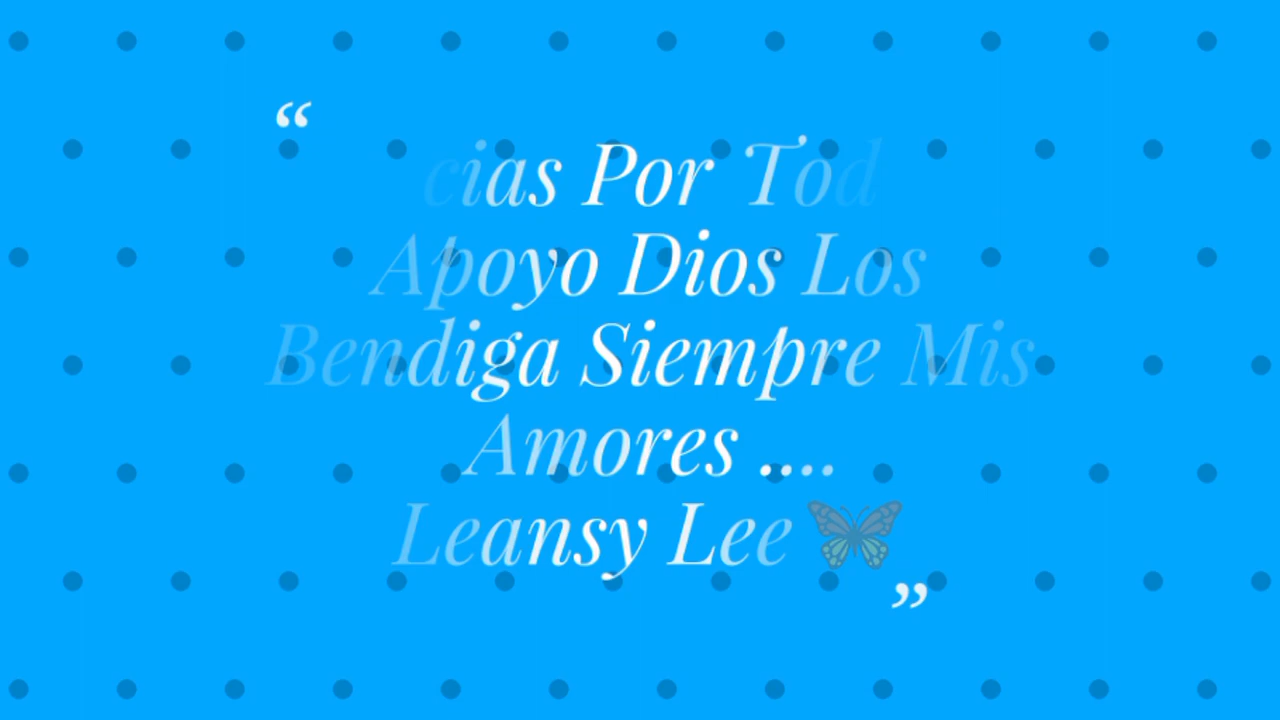 “
cias Por Tod
Apoyo Dios Los
Bendiga Siempre Mis
Amores ....
Leansy Lee 🦋
”